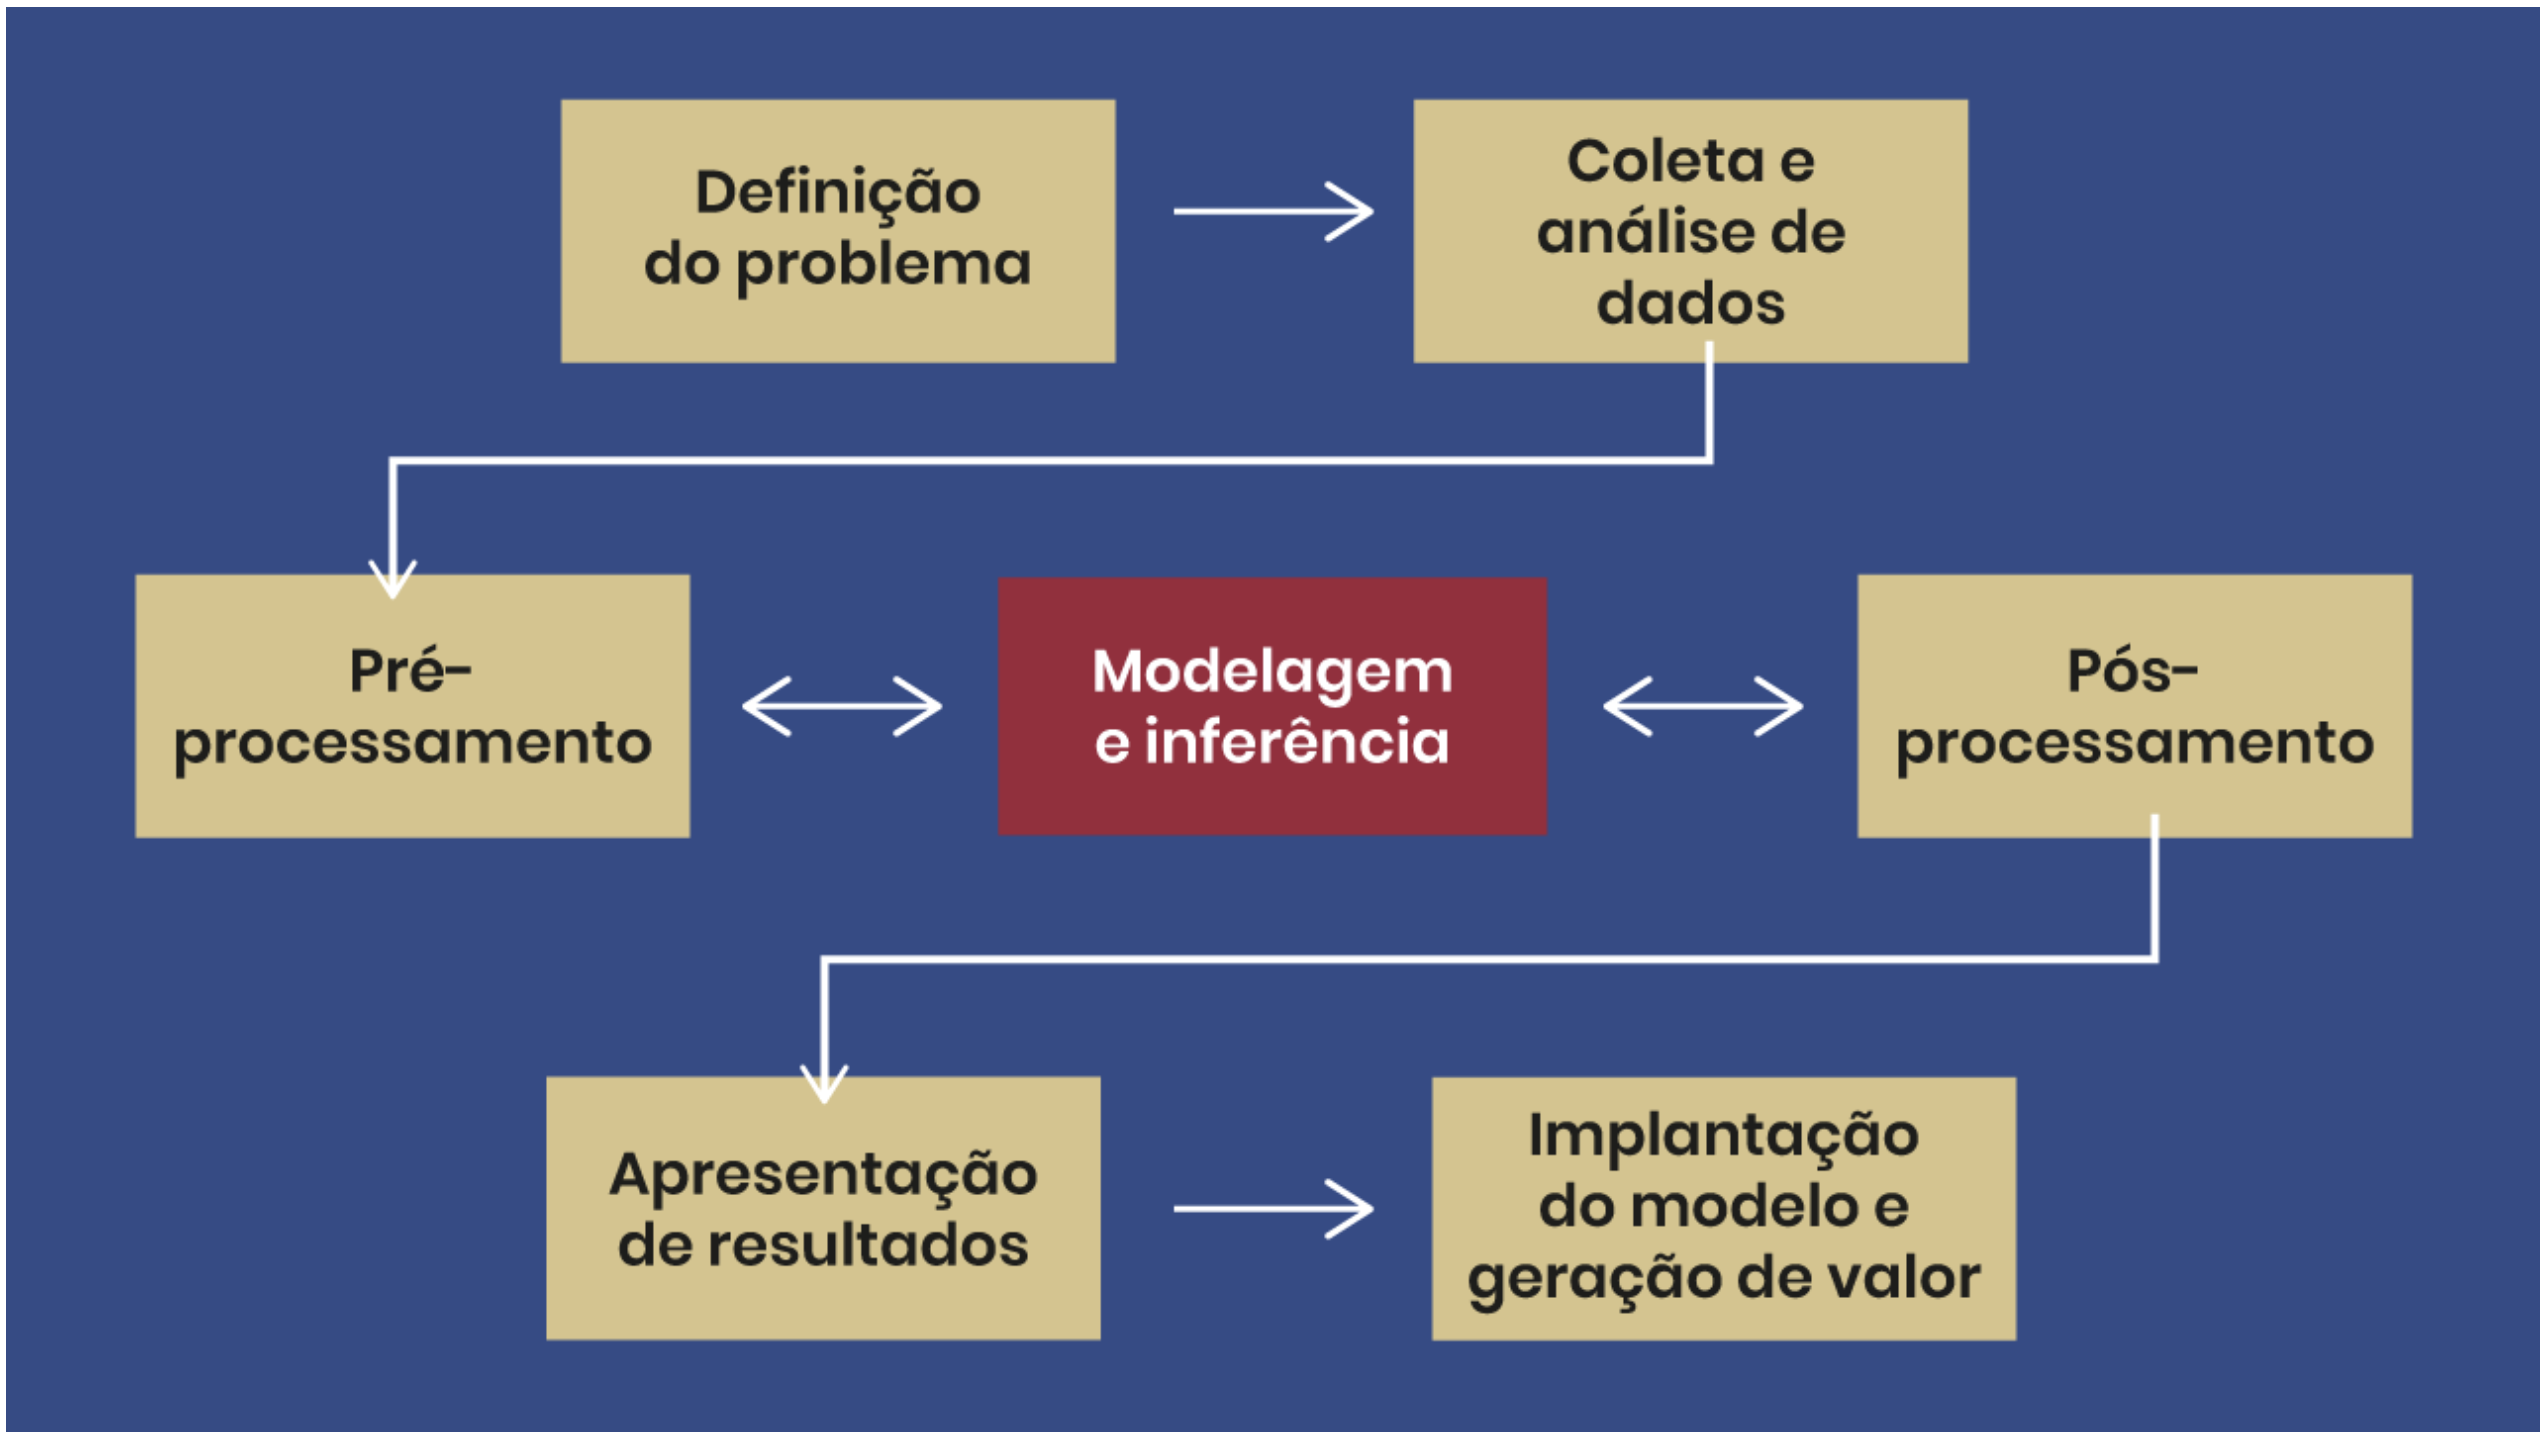 Definição
do problema
Coleta e
análise de
dados
Pré-
processamento
Modelagem
e inferência
Pós-
processamento
Apresentação
de resultados
Implantação
do modelo e
geração de valor